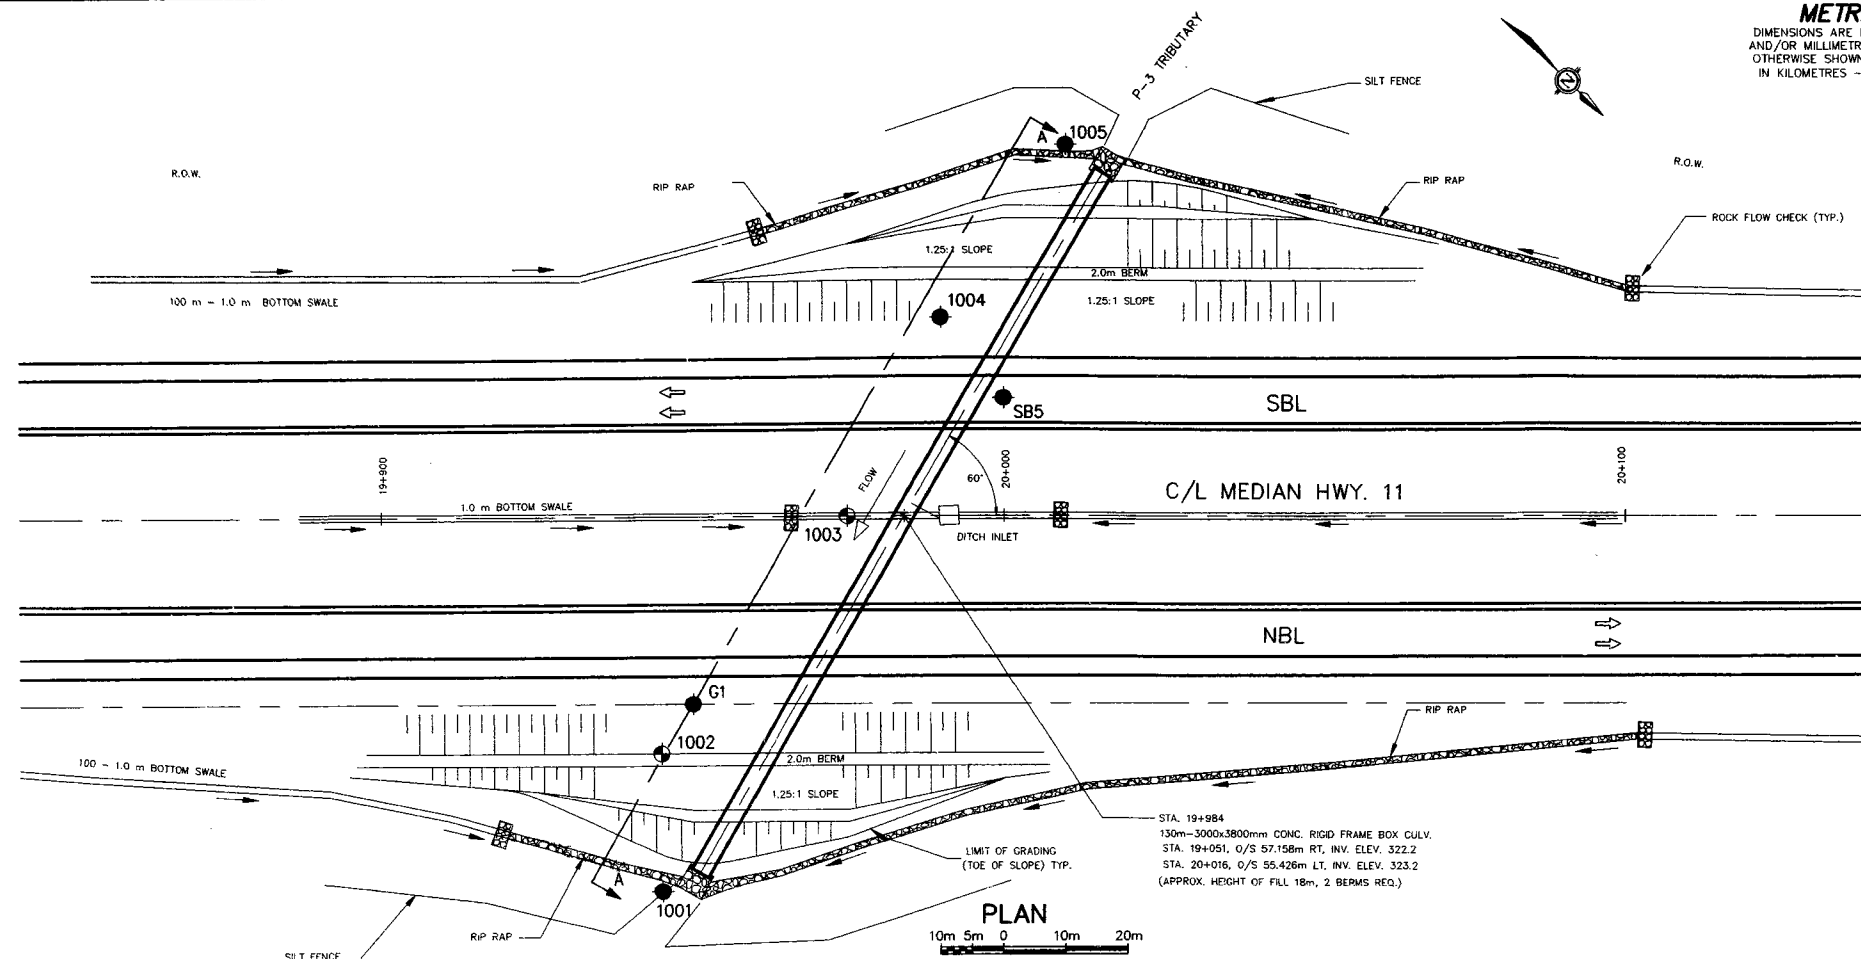 METR
DIMENSIONS ARE
AND/OR MILLIMETR
OTHERWISE SHOWN
IN KILOMETRES -
P-3 TRIBUTARY
SILT FENCE
A
1005
R.O.W.
R.O.W.
RIP RAP
RIP RAP
ROCK FLOW CHECK (TYP.)
1.25:1 SLOPE
2.0m BERM
1.25:1 SLOPE
100 m - 1.0 m BOTTOM SWALE
1004
SBL
SB5
19+900
FLOW
60°
20+000
20+100
C/L MEDIAN HWY. 11
1.0 m BOTTOM SWALE
1003
DITCH INLET
NBL
G1
RIP RAP
1002
2.0m BERM
100 - 1.0 m BOTTOM SWALE
1.25:1 SLOPE
STA. 19+984
130m-3000x3800mm CONC. RIGID FRAME BOX CULV.
STA. 19+051, O/S 57.158m RT, INV. ELEV. 322.2
STA. 20+016, O/S 55.426m LT, INV. ELEV. 323.2
(APPROX. HEIGHT OF FILL 18m, 2 BERMS REQ.)
LIMIT OF GRADING
(TOE OF SLOPE) TYP.
A
1001
RIP RAP
SILT FENCE
PLAN
10m 5m 0 10m 20m